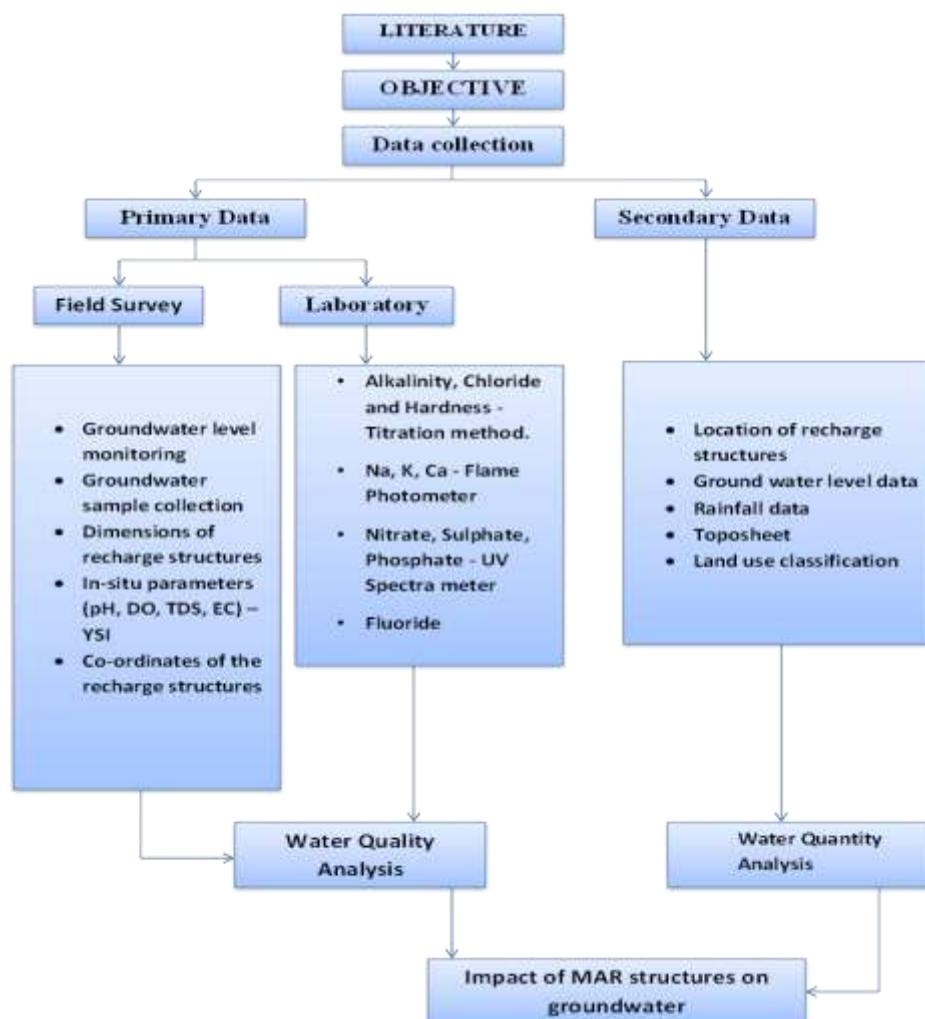 LITERATURE
OBJECTIVE
Data collection
Primary Data
Secondary Data
Field Survey
Laboratory
• Groundwater level
monitoring
• Groundwater
sample collection
• Dimensions of
recharge structures
• In-situ parameters
(pH, DO, TDS, EC) –
YSI
• Co-ordinates of the
recharge structures
• Alkalinity, Chloride
and Hardness -
Titration method.
• Na, K, Ca - Flame
Photometer
• Nitrate, Sulphate,
Phosphate - UV
Spectra meter
• Fluoride
• Location of recharge
structures
• Ground water level data
• Rainfall data
• Toposheet
• Land use classification
Water Quality
Analysis
Water Quantity
Analysis
Impact of MAR structures on
groundwater